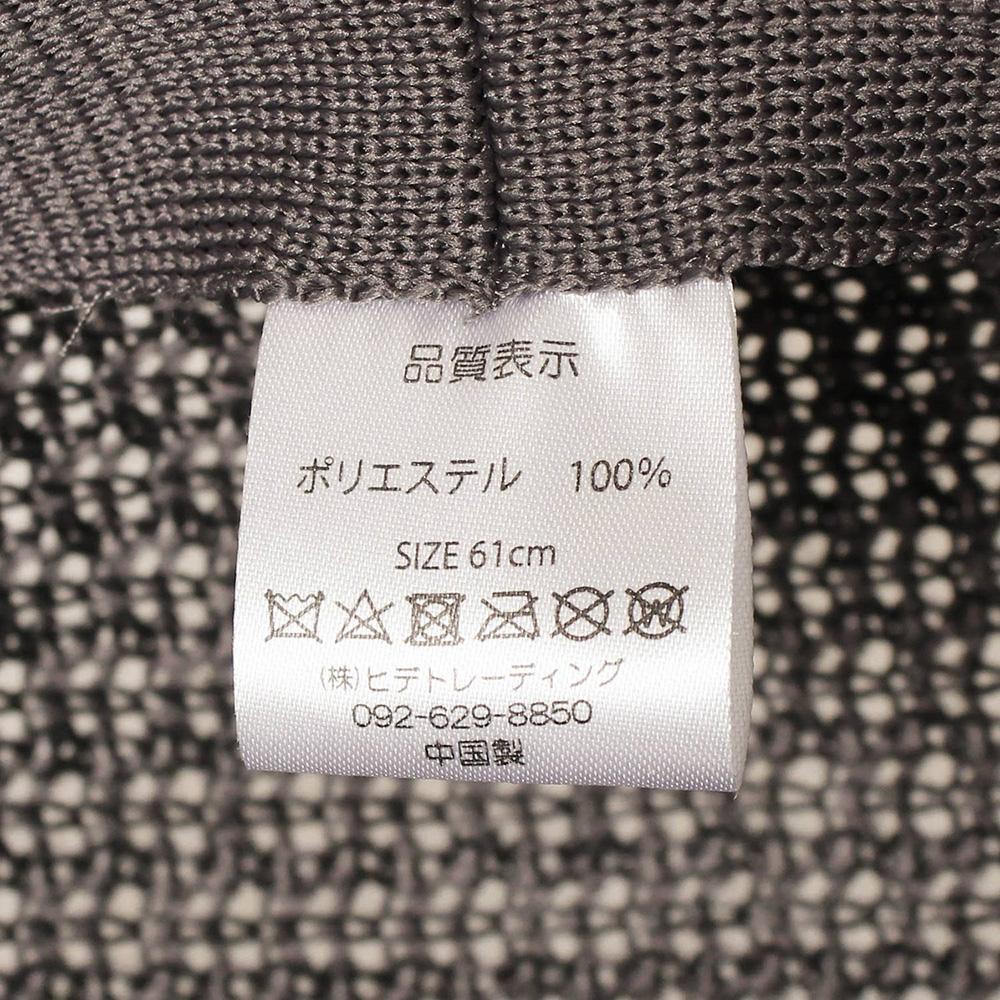 品質表示
ポリエステル 100%
SIZE 61cm
(株)ヒデトレーディング
092-629-8850
中国製